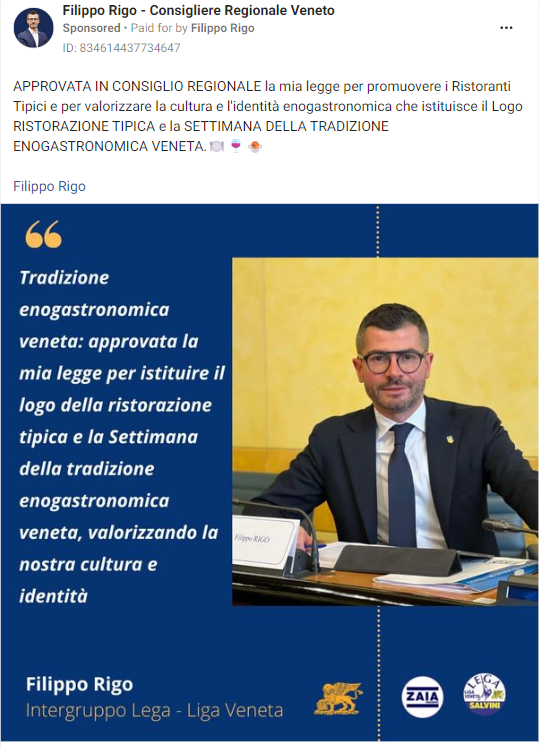 Filippo Rigo - Consigliere Regionale Veneto
Sponsored • Paid for by Filippo Rigo
ID: 834614437734647
APPROVATA IN CONSIGLIO REGIONALE la mia legge per promuovere i Ristoranti
Tipici e per valorizzare la cultura e l'identità enogastronomica che istituisce il Logo
RISTORAZIONE TIPICA e la SETTIMANA DELLA TRADIZIONE
ENOGASTRONOMICA VENETA.🍽️🍷🍝
Filippo Rigo
Tradizione
enogastronomica
veneta: approvata la
mia legge per istituire il
logo della ristorazione
tipica e la Settimana
della tradizione
enogastronomica
veneta, valorizzando la
nostra cultura e
identità
Filippo RIGO
Filippo Rigo
Intergruppo Lega - Liga Veneta
ZAIA
LEGA
LIGA
VENETA
SALVINI